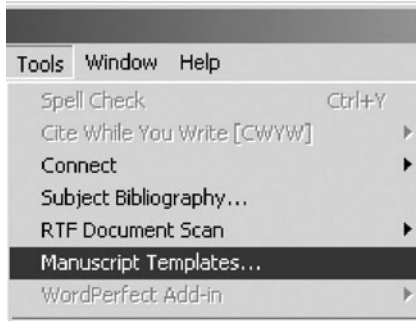 Tools Window Help
Spell Check Ctrl+Y
Cite While You Write [CWYW]
Connect
Subject Bibliography...
RTF Document Scan
Manuscript Templates...
WordPerfect Add-in